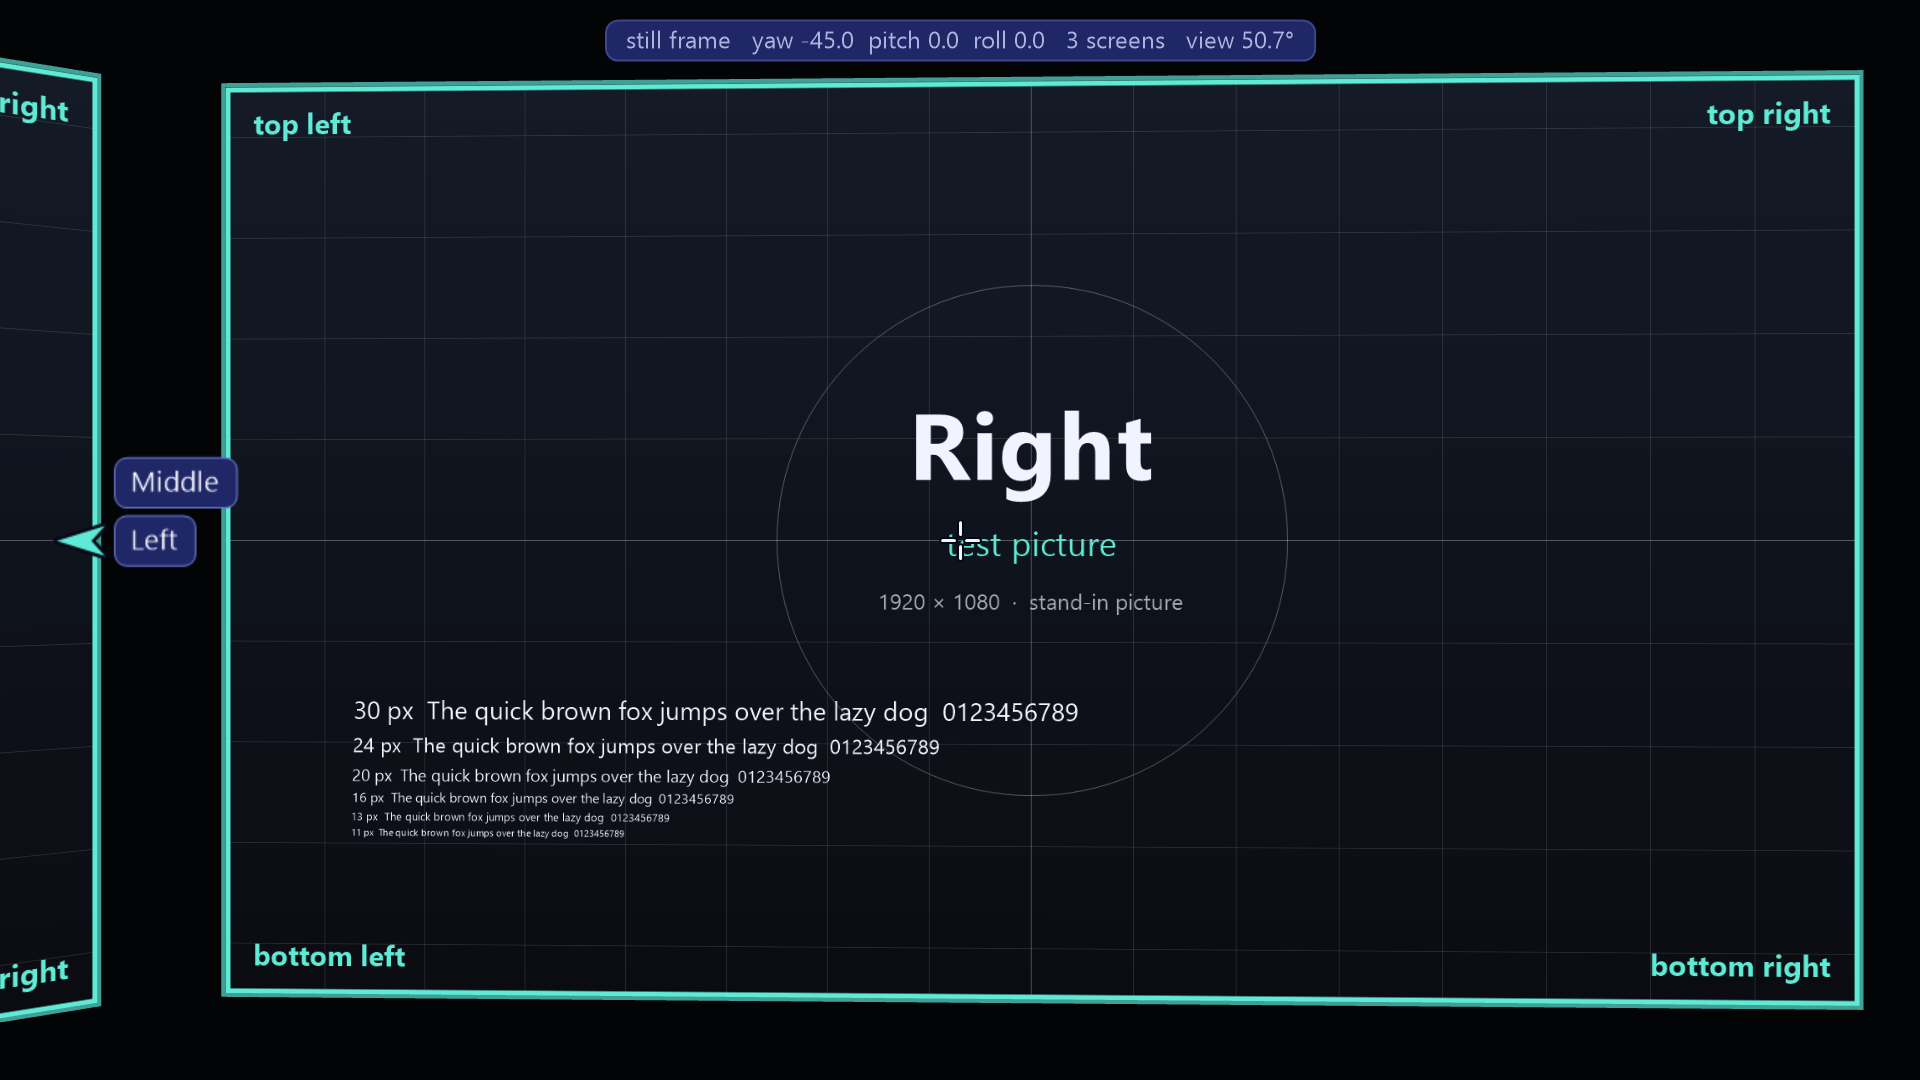 still frame yaw -45.0 pitch 0.0 roll 0.0 3 screens view 50.7°
right
top left
top right
Middle
Left
Right
test picture
1920 × 1080 · stand-in picture
30 px The quick brown fox jumps over the lazy dog 0123456789
24 px The quick brown fox jumps over the lazy dog 0123456789
20 px The quick brown fox jumps over the lazy dog 0123456789
16 px The quick brown fox jumps over the lazy dog 0123456789
13 px The quick brown fox jumps over the lazy dog 0123456789
11 px The quick brown fox jumps over the lazy dog 0123456789
right
bottom left
bottom right